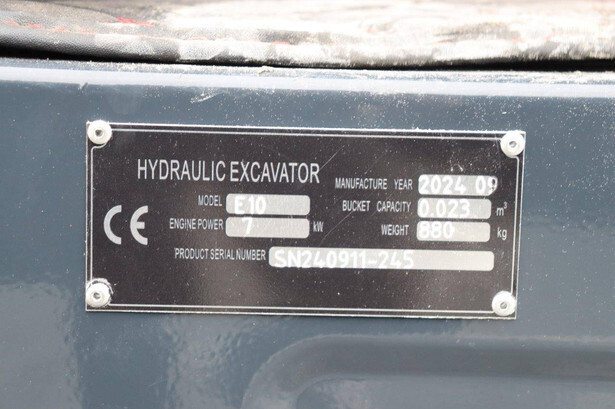 HYDRAULIC EXCAVATOR
MANUFACTURE YEAR 2024 09
MODEL E10
BUCKET CAPACITY 0.023 m³
ENGINE POWER 7 kW
WEIGHT 880 kg
PRODUCT SERIAL NUMBER SN240911-245
CE